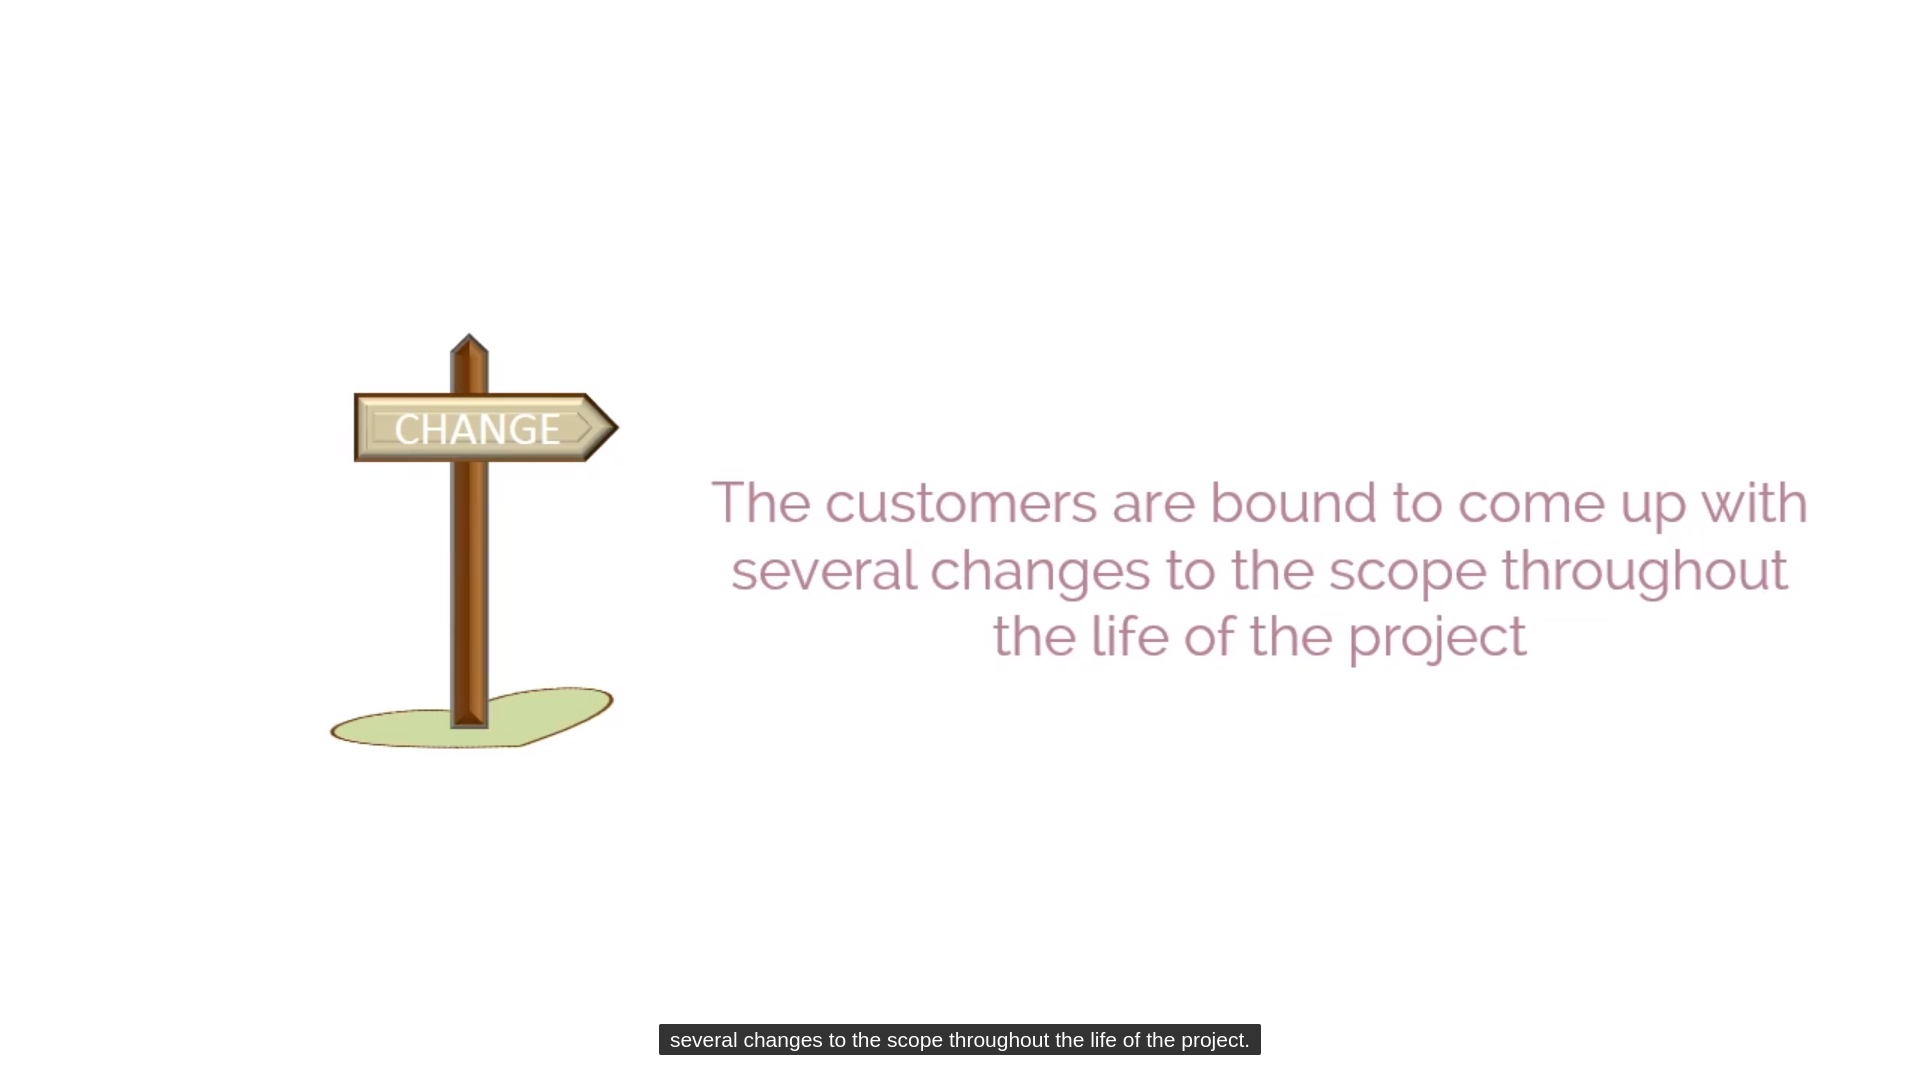 CHANGE
The customers are bound to come up with
several changes to the scope throughout
the life of the project
several changes to the scope throughout the life of the project.